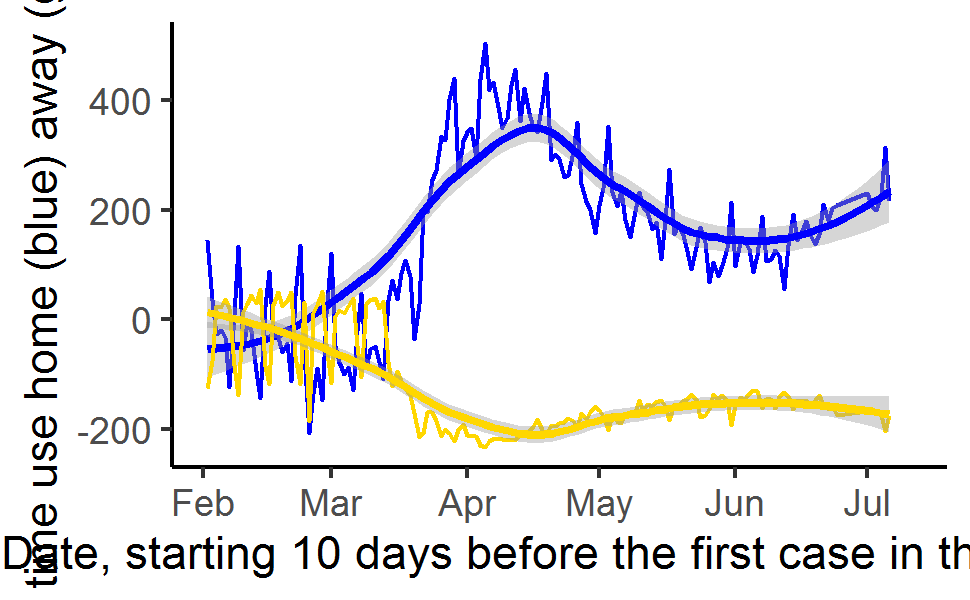 time use home (blue) away (
400
200
0
-200
Feb Mar Apr May Jun Jul
Date, starting 10 days before the first case in th